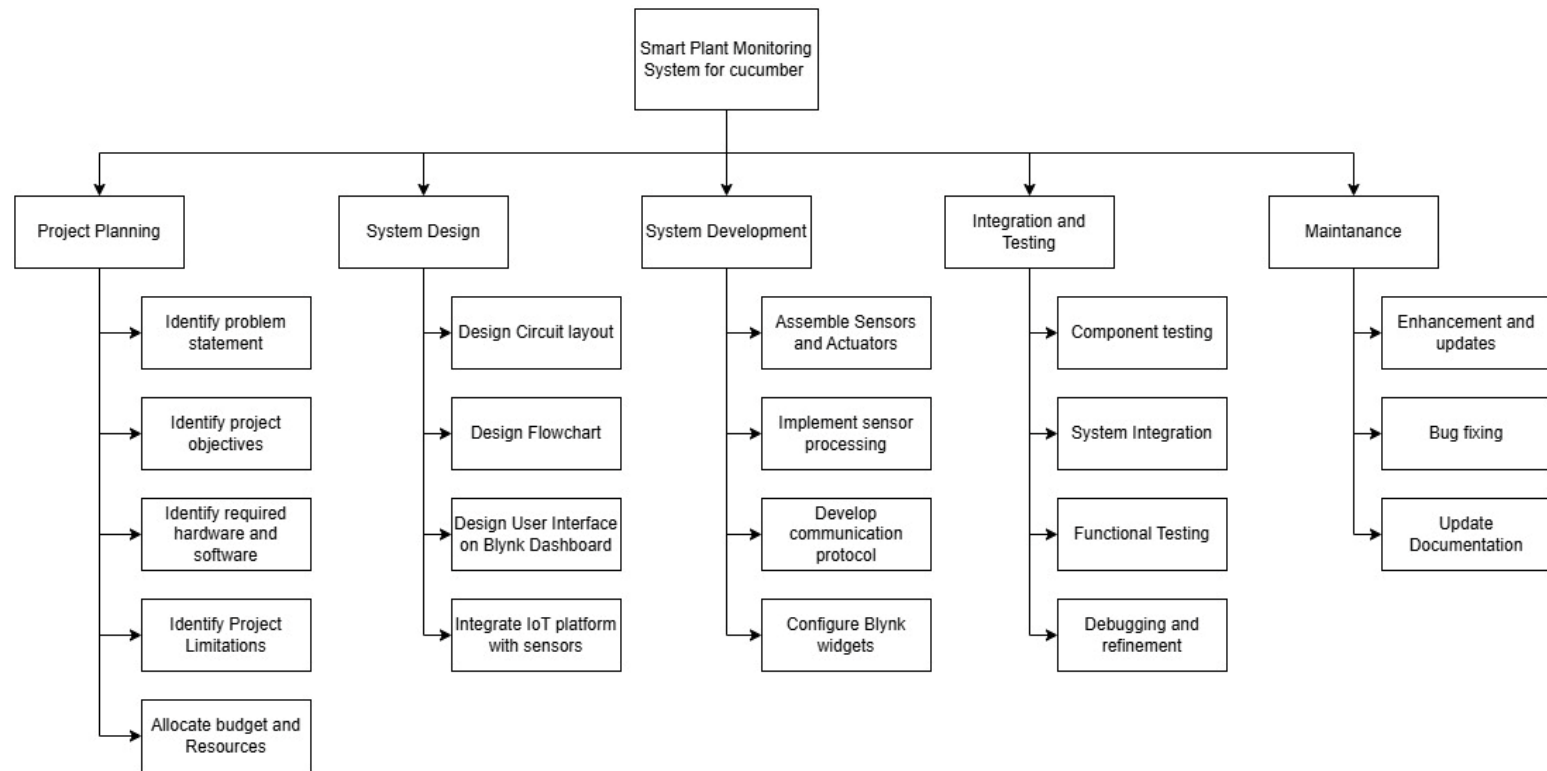 Smart Plant Monitoring
System for cucumber
Project Planning
System Design
System Development
Integration and
Testing
Maintanance
Identify problem
statement
Identify project
objectives
Identify required
hardware and
software
Identify Project
Limitations
Allocate budget and
Resources
Design Circuit layout
Design Flowchart
Design User Interface
on Blynk Dashboard
Integrate IoT platform
with sensors
Assemble Sensors
and Actuators
Implement sensor
processing
Develop
communication
protocol
Configure Blynk
widgets
Component testing
System Integration
Functional Testing
Debugging and
refinement
Enhancement and
updates
Bug fixing
Update
Documentation